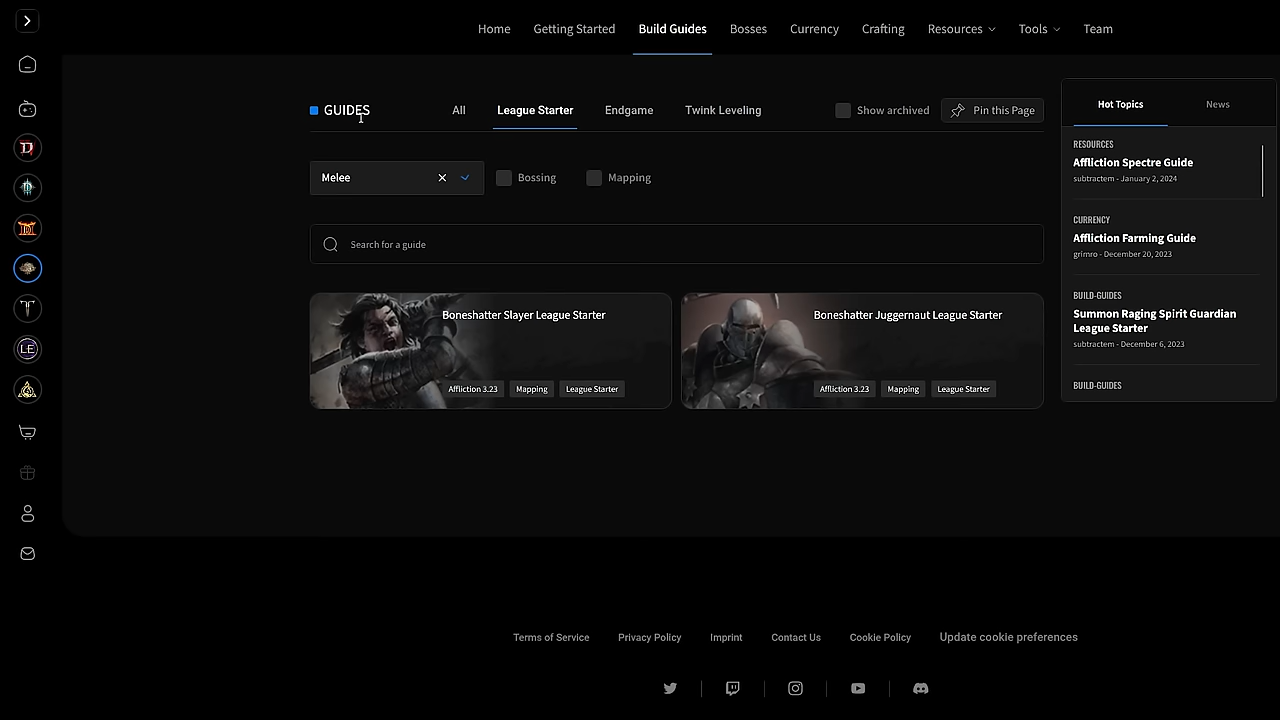 Home Getting Started Build Guides Bosses Currency Crafting Resources Tools Team
GUIDES All League Starter Endgame Twink Leveling Show archived Pin this Page
Melee Bossing Mapping
Search for a guide
Boneshatter Slayer League Starter
Affliction 3.23 Mapping League Starter
Boneshatter Juggernaut League Starter
Affliction 3.23 Mapping League Starter
Hot Topics News
RESOURCES
Affliction Spectre Guide
subtractem - January 2, 2024
CURRENCY
Affliction Farming Guide
grimro - December 20, 2023
BUILD-GUIDES
Summon Raging Spirit Guardian
League Starter
subtractem - December 6, 2023
BUILD-GUIDES
LE
Terms of Service Privacy Policy Imprint Contact Us Cookie Policy Update cookie preferences